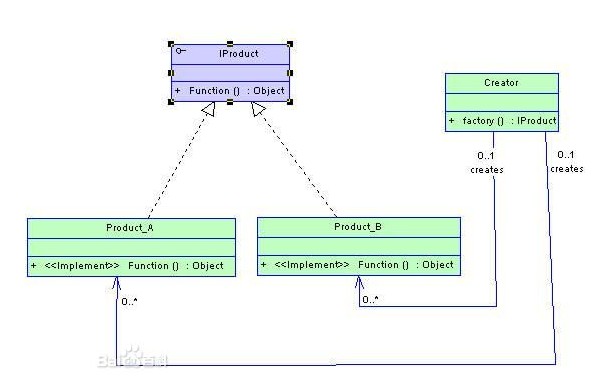 IProduct
+ Function () : Object
Creator
+ factory () : IProduct
0..1
creates
0..1
creates
Product_A
+ <<Implement>> Function () : Object
Product_B
+ <<Implement>> Function () : Object
0..*
0..*
Baidu百科